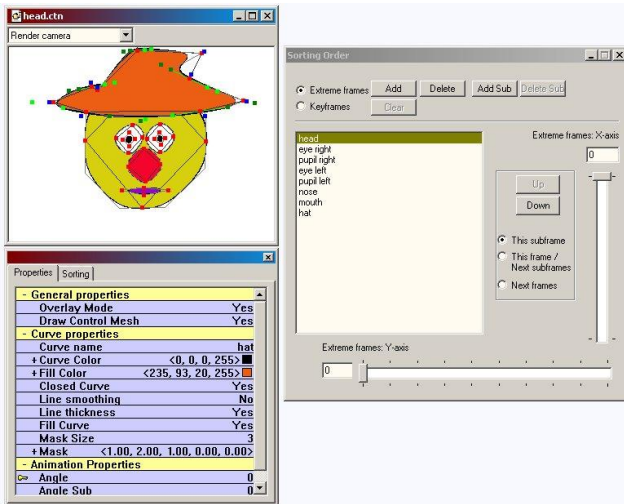 head.ctn
Render camera
Properties
Sorting
- General properties
Overlay Mode Yes
Draw Control Mesh Yes
- Curve properties
Curve name hat
+ Curve Color <0, 0, 0, 255>
+ Fill Color <235, 93, 20, 255>
Closed Curve Yes
Line smoothing No
Line thickness Yes
Fill Curve Yes
Mask Size 3
+ Mask <1.00, 2.00, 1.00, 0.00, 0.00>
- Animation Properties
Angle 0
Angle Sub 0
Sorting Order
Extreme frames Add Delete Add Sub Delete Sub
Keyframes Clear
head
eye right
pupil right
eye left
pupil left
nose
mouth
hat
Extreme frames: X-axis
0
Up
Down
This subframe
This frame /
Next subframes
Next frames
Extreme frames: Y-axis
0